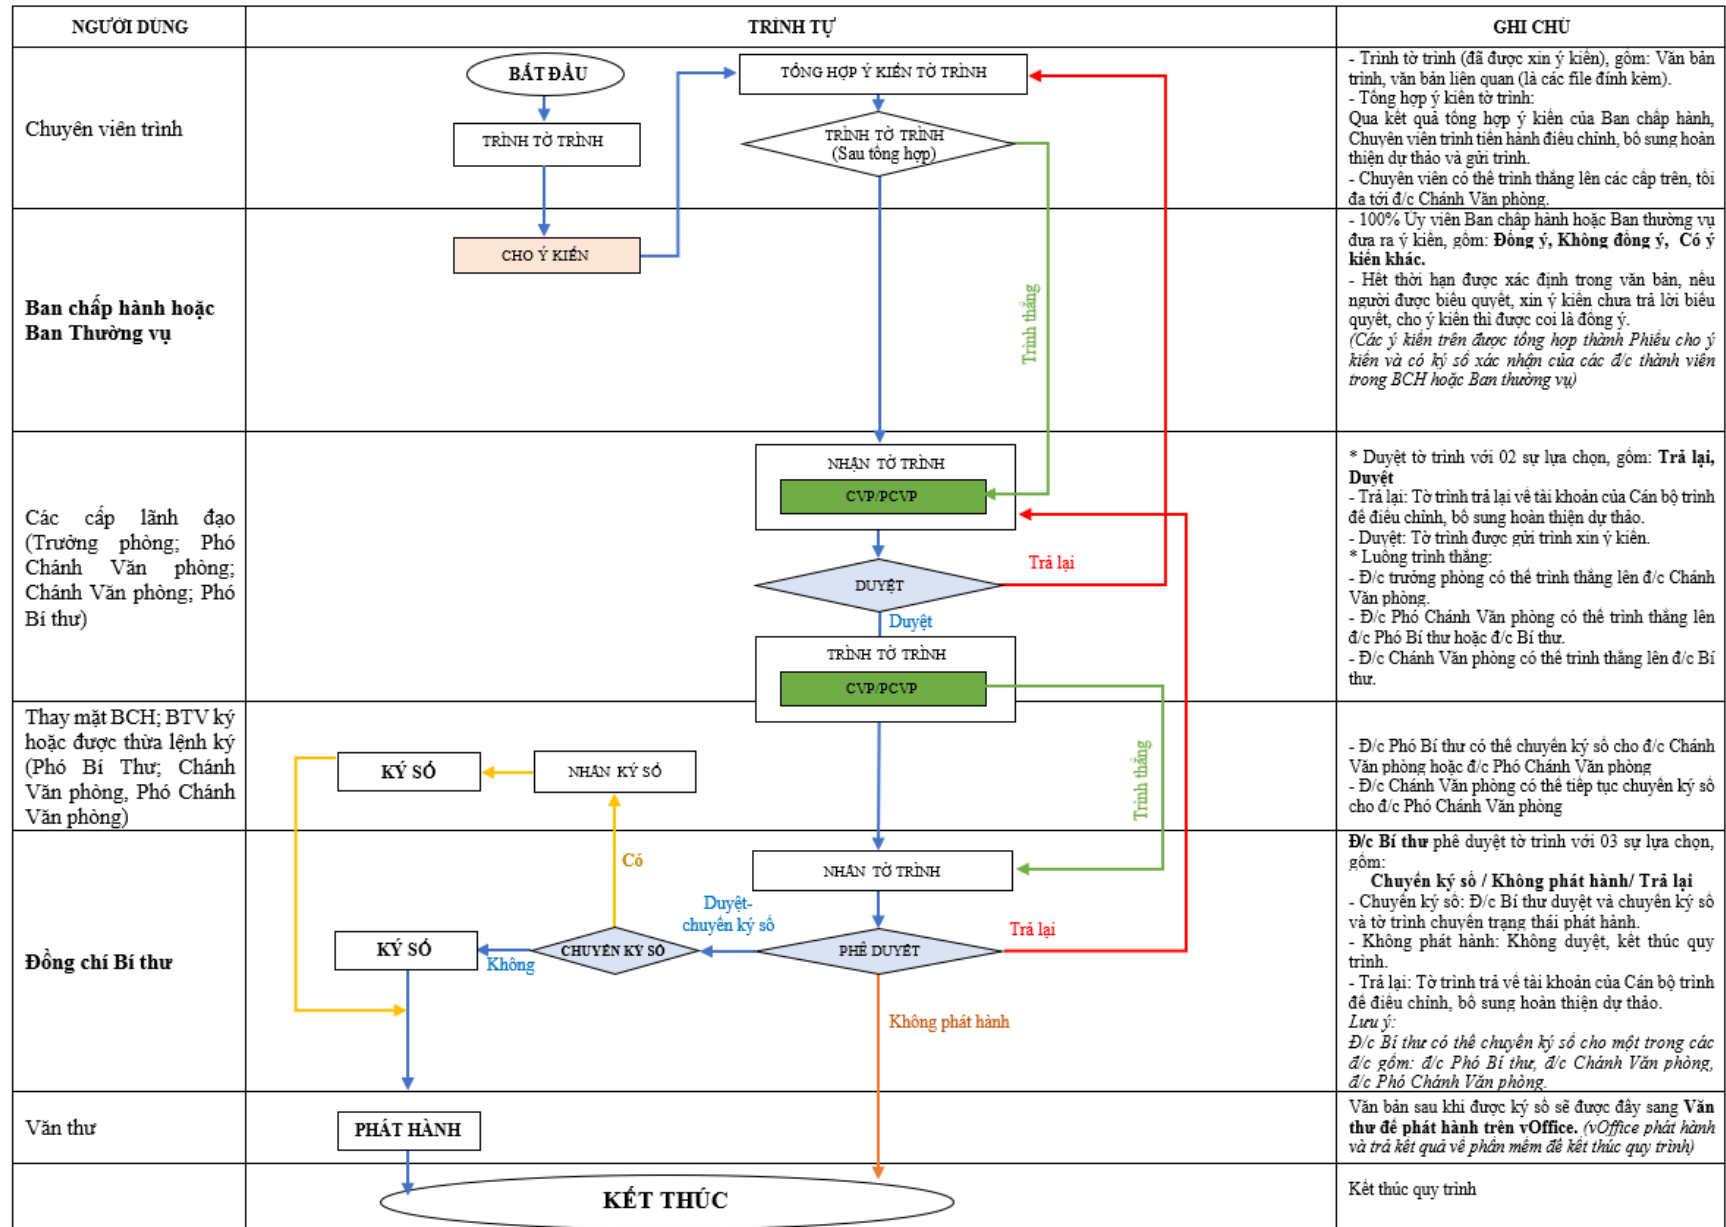 NGƯỜI DÙNG
TRÌNH TỰ
GHI CHÚ
Chuyên viên trình
BẮT ĐẦU
TRÌNH TỜ TRÌNH
TỔNG HỢP Ý KIẾN TỜ TRÌNH
TRÌNH TỜ TRÌNH
(Sau tổng hợp)
- Trình tờ trình (đã được xin ý kiến), gồm: Văn bản
trình, văn bản liên quan (là các file đính kèm).
- Tổng hợp ý kiến tờ trình:
Qua kết quả tổng hợp ý kiến của Ban chấp hành,
Chuyên viên trình tiến hành điều chỉnh, bổ sung hoàn
thiện dự thảo và gửi trình.
- Chuyên viên có thể trình thẳng lên các cấp trên, tối
đa tới đ/c Chánh Văn phòng.
Ban chấp hành hoặc
Ban Thường vụ
CHO Ý KIẾN
Trình thẳng
- 100% Ủy viên Ban chấp hành hoặc Ban thường vụ
đưa ra ý kiến, gồm: Đồng ý, Không đồng ý, Có ý
kiến khác.
- Hết thời hạn được xác định trong văn bản, nếu
người được biểu quyết, xin ý kiến chưa trả lời biểu
quyết, cho ý kiến thì được coi là đồng ý.
(Các ý kiến trên được tổng hợp thành Phiếu cho ý
kiến và có ký số xác nhận của các đ/c thành viên
trong BCH hoặc Ban thường vụ)
Các cấp lãnh đạo
(Trưởng phòng; Phó
Chánh Văn phòng;
Chánh Văn phòng; Phó
Bí thư)
NHẬN TỜ TRÌNH
CVP/PCVP
DUYỆT
Trả lại
Duyệt
TRÌNH TỜ TRÌNH
CVP/PCVP
* Duyệt tờ trình với 02 sự lựa chọn, gồm: Trả lại,
Duyệt
- Trả lại: Tờ trình trả lại về tài khoản của Cán bộ trình
để điều chỉnh, bổ sung hoàn thiện dự thảo.
- Duyệt: Tờ trình được gửi trình xin ý kiến.
* Luồng trình thẳng:
- Đ/c trưởng phòng có thể trình thẳng lên đ/c Chánh
Văn phòng.
- Đ/c Phó Chánh Văn phòng có thể trình thẳng lên
đ/c Phó Bí thư hoặc đ/c Bí thư.
- Đ/c Chánh Văn phòng có thể trình thẳng lên đ/c Bí
thư.
Thay mặt BCH; BTV ký
hoặc được thừa lệnh ký
(Phó Bí Thư; Chánh
Văn phòng, Phó Chánh
Văn phòng)
KÝ SỐ
NHẬN KÝ SỐ
Trình thẳng
- Đ/c Phó Bí thư có thể chuyển ký số cho đ/c Chánh
Văn phòng hoặc đ/c Phó Chánh Văn phòng
- Đ/c Chánh Văn phòng có thể tiếp tục chuyển ký số
cho đ/c Phó Chánh Văn phòng
Đồng chí Bí thư
Có
NHẬN TỜ TRÌNH
Duyệt-
chuyển ký số
Trả lại
KÝ SỐ
Không
CHUYỂN KÝ SỐ
PHÊ DUYỆT
Không phát hành
Đ/c Bí thư phê duyệt tờ trình với 03 sự lựa chọn,
gồm:
Chuyển ký số / Không phát hành/ Trả lại
- Chuyển ký số: Đ/c Bí thư duyệt và chuyển ký số
và tờ trình chuyển trạng thái phát hành.
- Không phát hành: Không duyệt, kết thúc quy
trình.
- Trả lại: Tờ trình trả về tài khoản của Cán bộ trình
để điều chỉnh, bổ sung hoàn thiện dự thảo.
Lưu ý:
Đ/c Bí thư có thể chuyển ký số cho một trong các
đ/c gồm: đ/c Phó Bí thư, đ/c Chánh Văn phòng,
đ/c Phó Chánh Văn phòng.
Văn thư
PHÁT HÀNH
Văn bản sau khi được ký số sẽ được đẩy sang Văn
thư để phát hành trên vOffice. (vOffice phát hành
và trả kết quả về phần mềm để kết thúc quy trình)
KẾT THÚC
Kết thúc quy trình